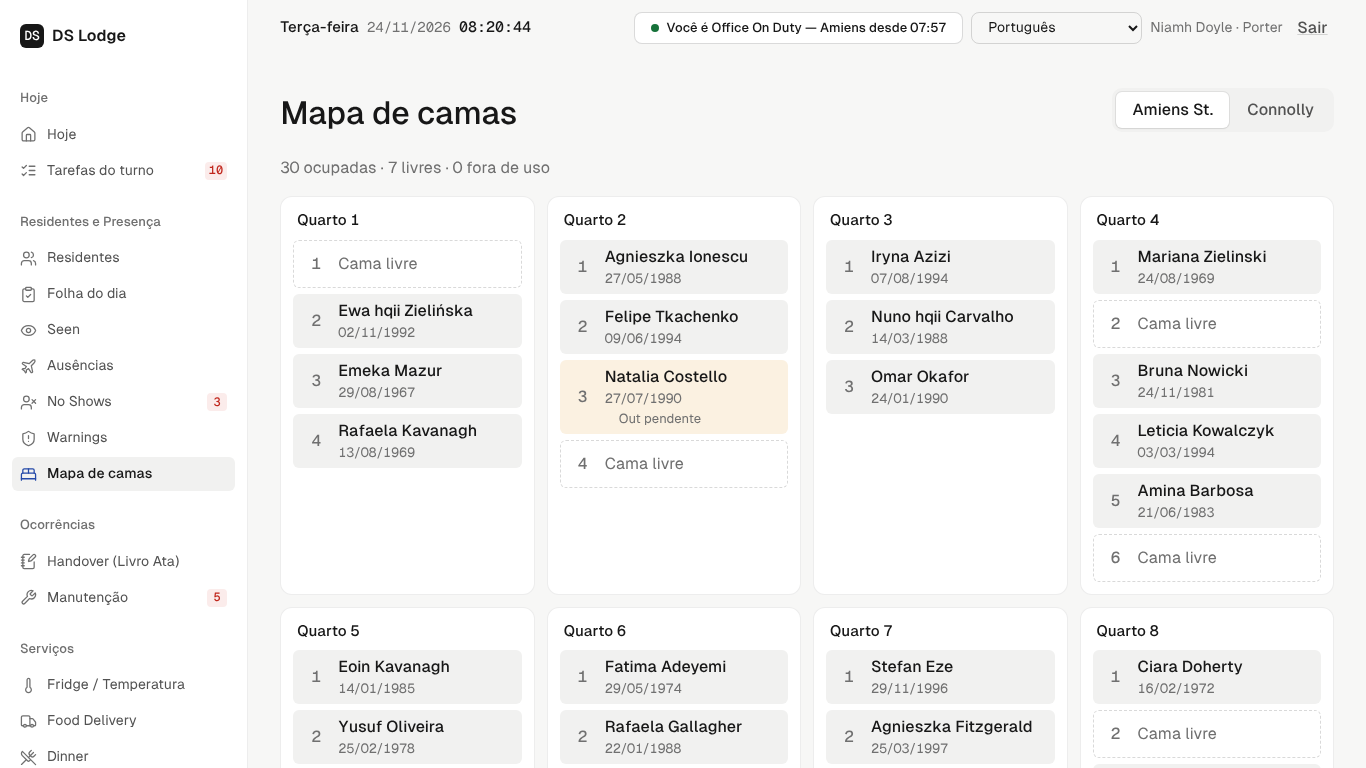 DS DS Lodge
Hoje
Hoje
Tarefas do turno 10
Residentes e Presença
Residentes
Folha do dia
Seen
Ausências
No Shows 3
Warnings
Mapa de camas
Ocorrências
Handover (Livro Ata)
Manutenção 5
Serviços
Fridge / Temperatura
Food Delivery
Dinner
Terça-feira 24/11/2026 08:20:44
Você é Office On Duty — Amiens desde 07:57
Português
Niamh Doyle · Porter
Sair
Mapa de camas
Amiens St. Connolly
30 ocupadas · 7 livres · 0 fora de uso
Quarto 1
1 Cama livre
2 Ewa hqii Zielińska
02/11/1992
3 Emeka Mazur
29/08/1967
4 Rafaela Kavanagh
13/08/1969
Quarto 2
1 Agnieszka Ionescu
27/05/1988
2 Felipe Tkachenko
09/06/1994
3 Natalia Costello
27/07/1990
Out pendente
4 Cama livre
Quarto 3
1 Iryna Azizi
07/08/1994
2 Nuno hqii Carvalho
14/03/1988
3 Omar Okafor
24/01/1990
Quarto 4
1 Mariana Zielinski
24/08/1969
2 Cama livre
3 Bruna Nowicki
24/11/1981
4 Leticia Kowalczyk
03/03/1994
5 Amina Barbosa
21/06/1983
6 Cama livre
Quarto 5
1 Eoin Kavanagh
14/01/1985
2 Yusuf Oliveira
25/02/1978
Quarto 6
1 Fatima Adeyemi
29/05/1974
2 Rafaela Gallagher
22/01/1988
Quarto 7
1 Stefan Eze
29/11/1996
2 Agnieszka Fitzgerald
25/03/1997
Quarto 8
1 Ciara Doherty
16/02/1972
2 Cama livre